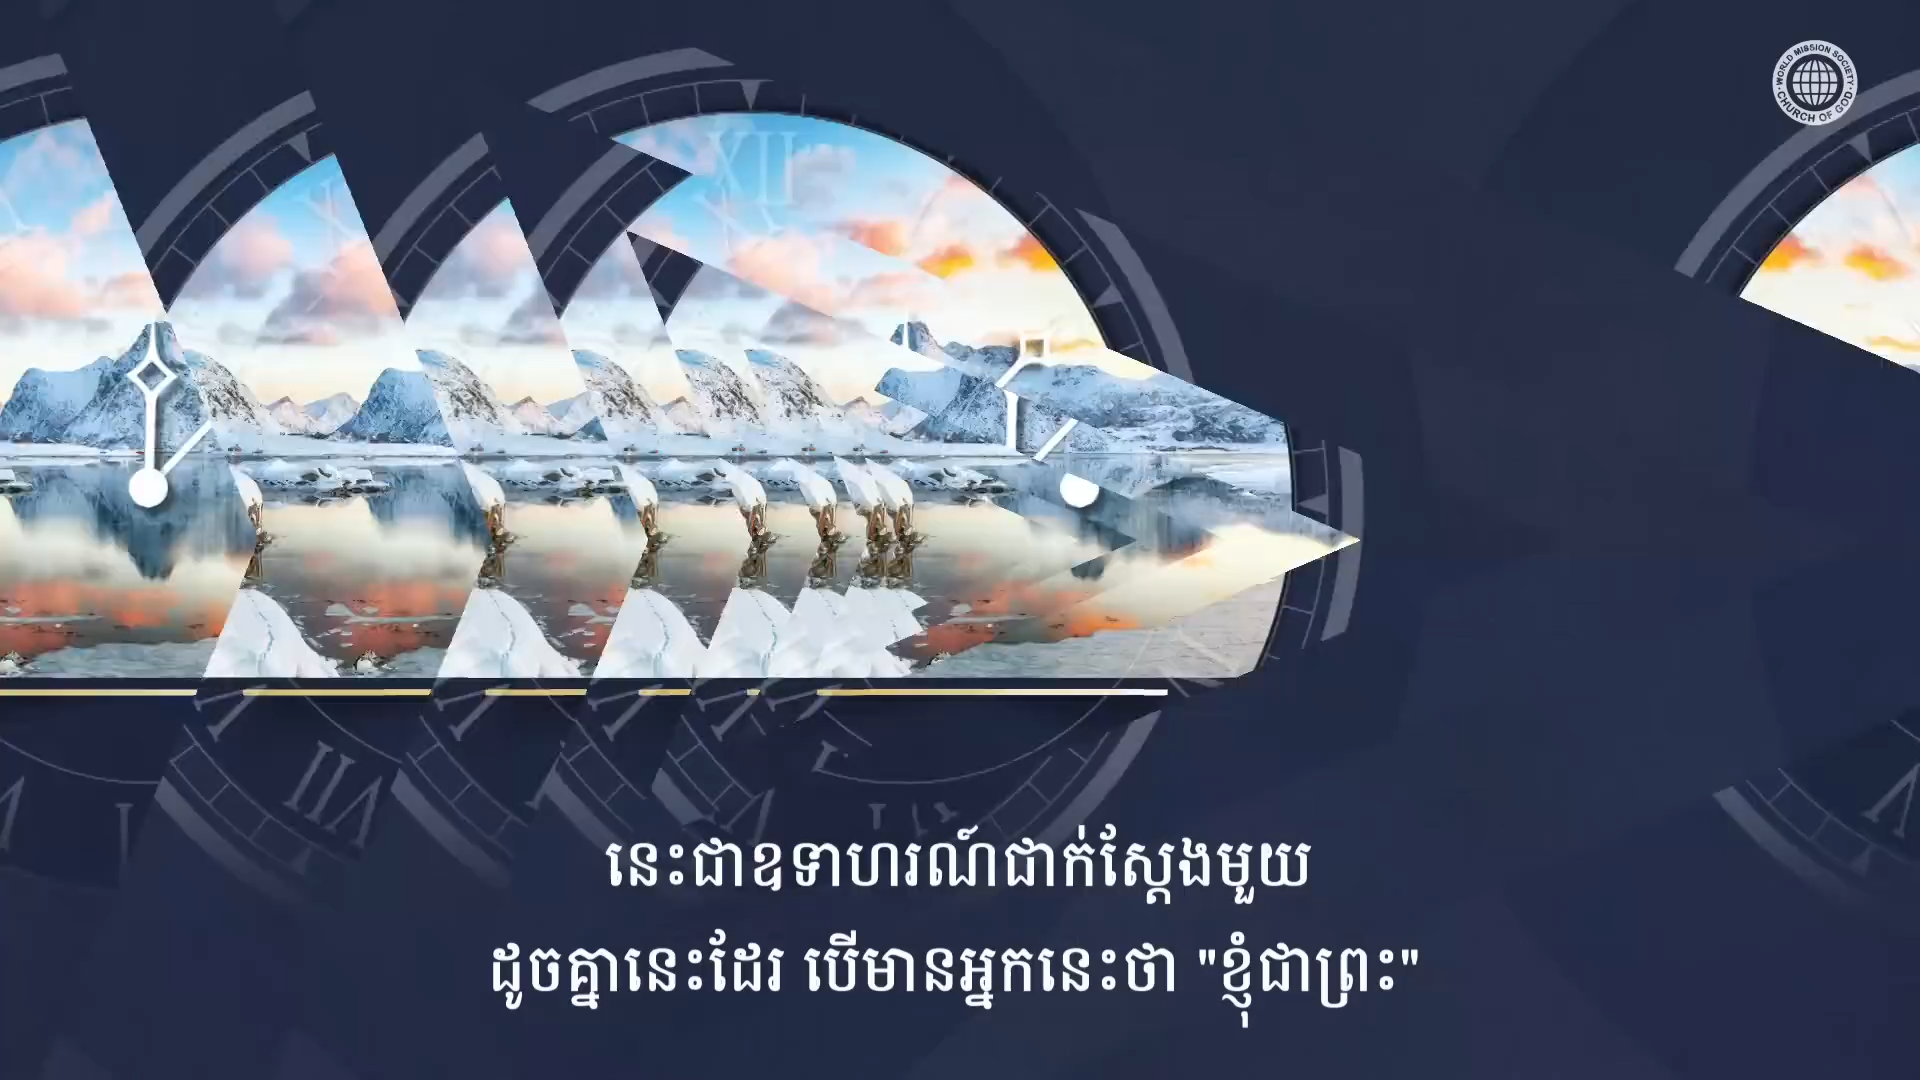 WORLD MISSION SOCIETY
CHURCH OF GOD
XII
VII
នេះជាឧទាហរណ៍ជាក់ស្ដែងមួយ
ដូចគ្នានេះដែរ បើមានអ្នកនេះថា "ខ្ញុំជាព្រះ"